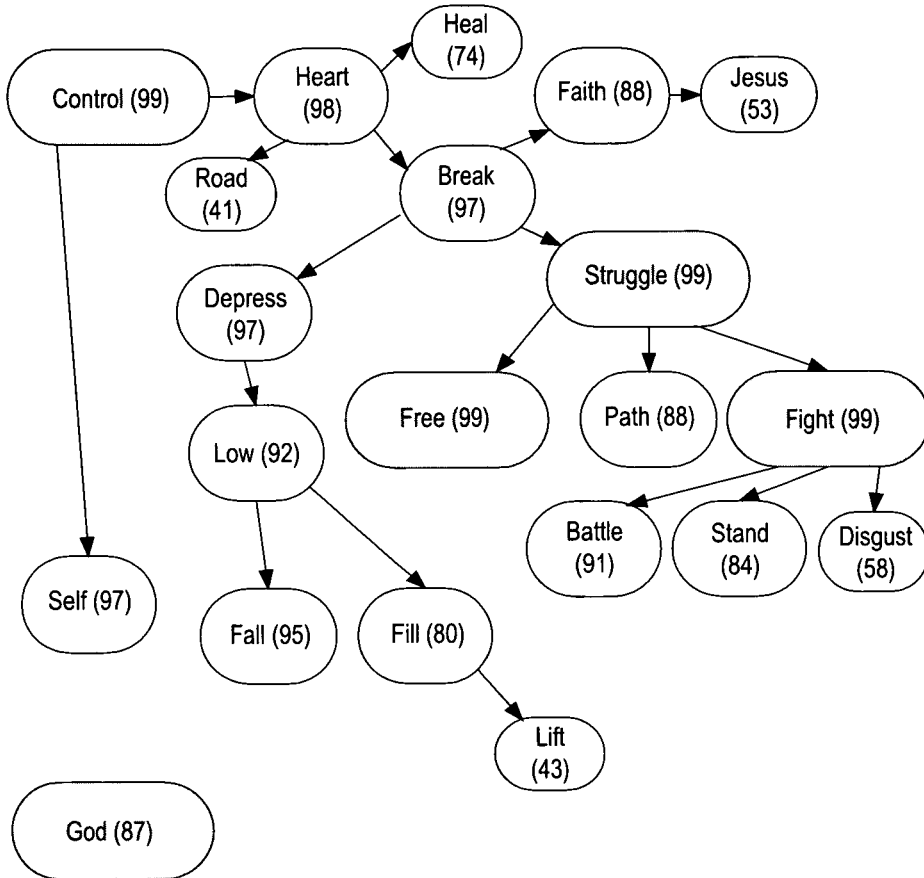 Heal
(74)
Control (99)
Heart
(98)
Faith (88)
Jesus
(53)
Road
(41)
Break
(97)
Struggle (99)
Depress
(97)
Free (99)
Path (88)
Fight (99)
Low (92)
Battle
(91)
Stand
(84)
Disgust
(58)
Self (97)
Fall (95)
Fill (80)
Lift
(43)
God (87)